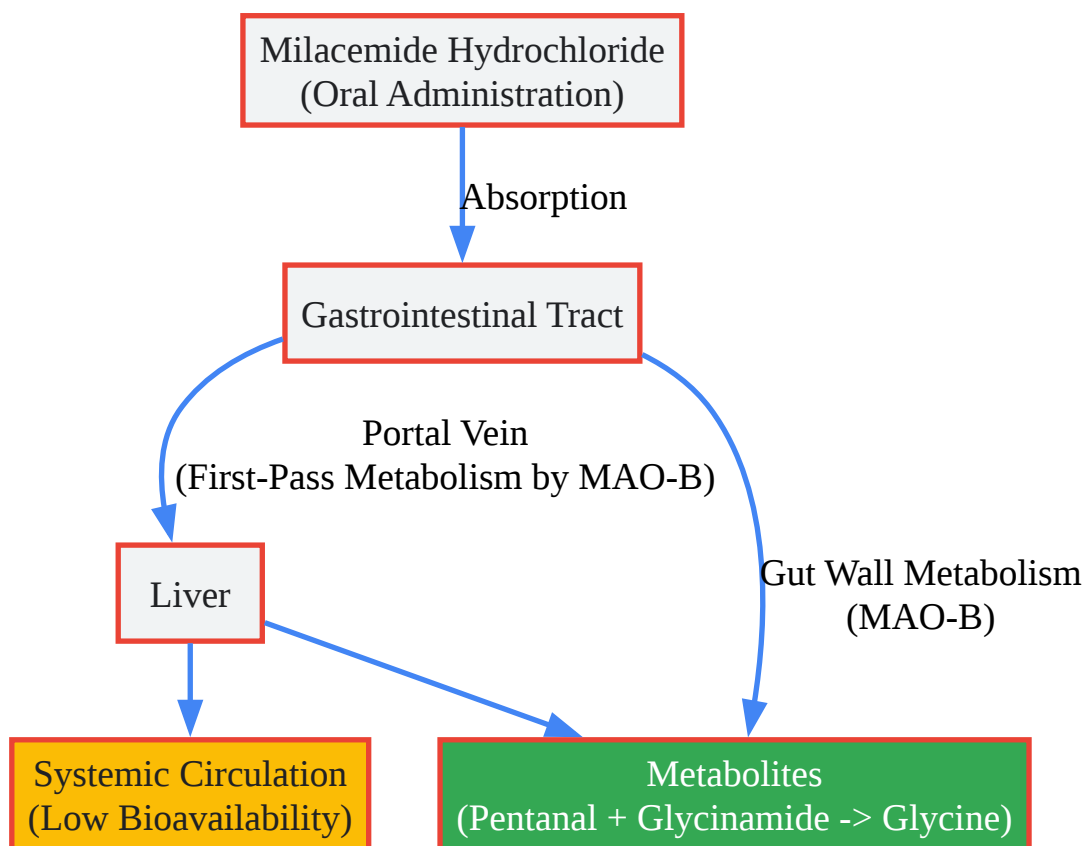 Milacemide Hydrochloride
(Oral Administration)
Absorption
Gastrointestinal Tract
Portal Vein
(First-Pass Metabolism by MAO-B)
Gut Wall Metabolism
(MAO-B)
Liver
Systemic Circulation
(Low Bioavailability)
Metabolites
(Pentanal + Glycinamide -> Glycine)